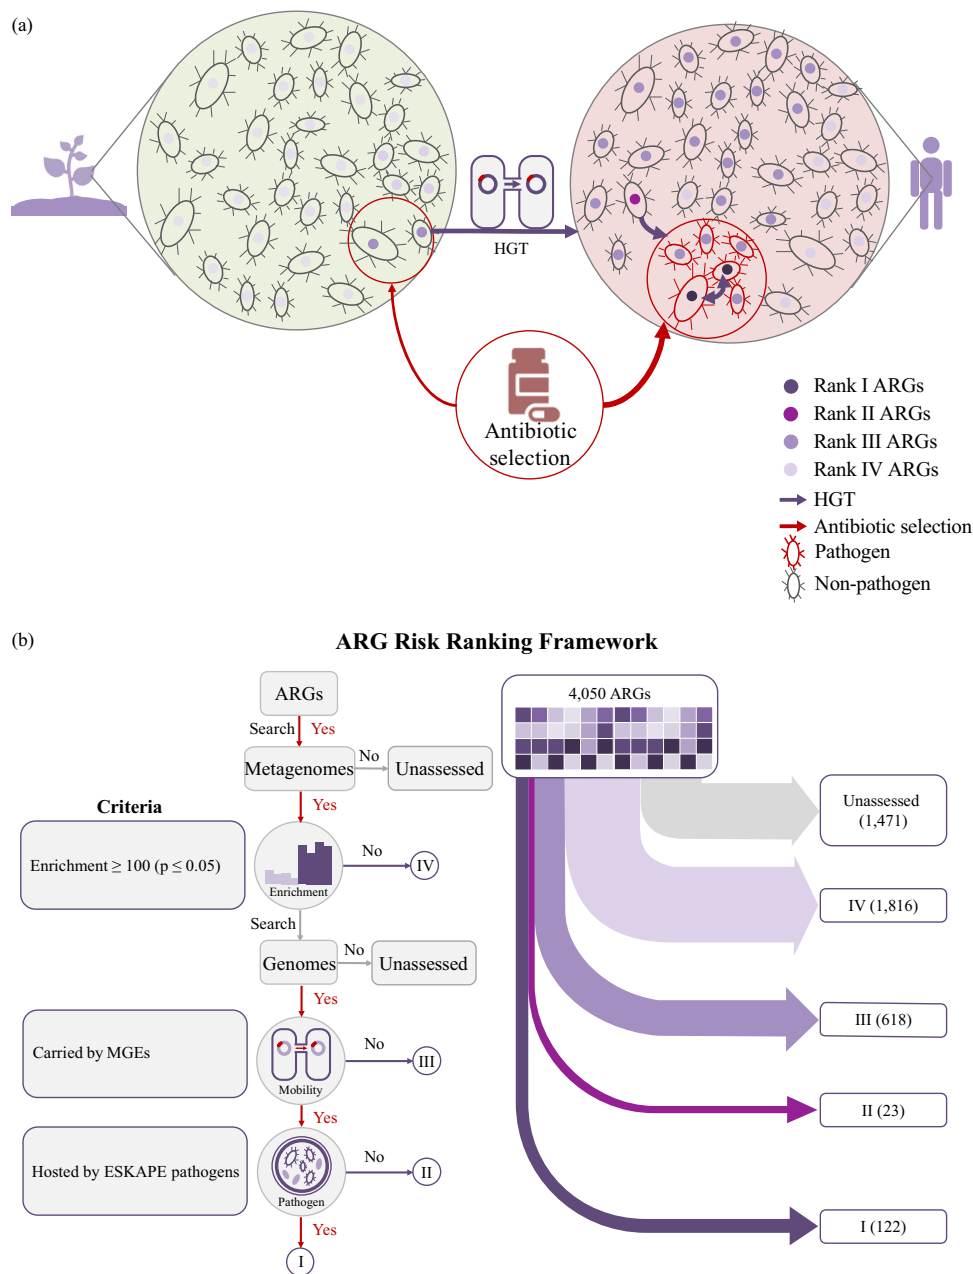 (a)
HGT
Antibiotic
selection
Rank I ARGs
Rank II ARGs
Rank III ARGs
Rank IV ARGs
HGT
Antibiotic selection
Pathogen
Non-pathogen
(b)
ARG Risk Ranking Framework
ARGs
Search
Yes
Metagenomes
No
Unassessed
Yes
Criteria
Enrichment ≥ 100 (p ≤ 0.05)
Enrichment
No
IV
Search
Genomes
No
Unassessed
Yes
Carried by MGEs
Mobility
No
III
Yes
Hosted by ESKAPE pathogens
Pathogen
No
II
Yes
I
4,050 ARGs
Unassessed
(1,471)
IV (1,816)
III (618)
II (23)
I (122)